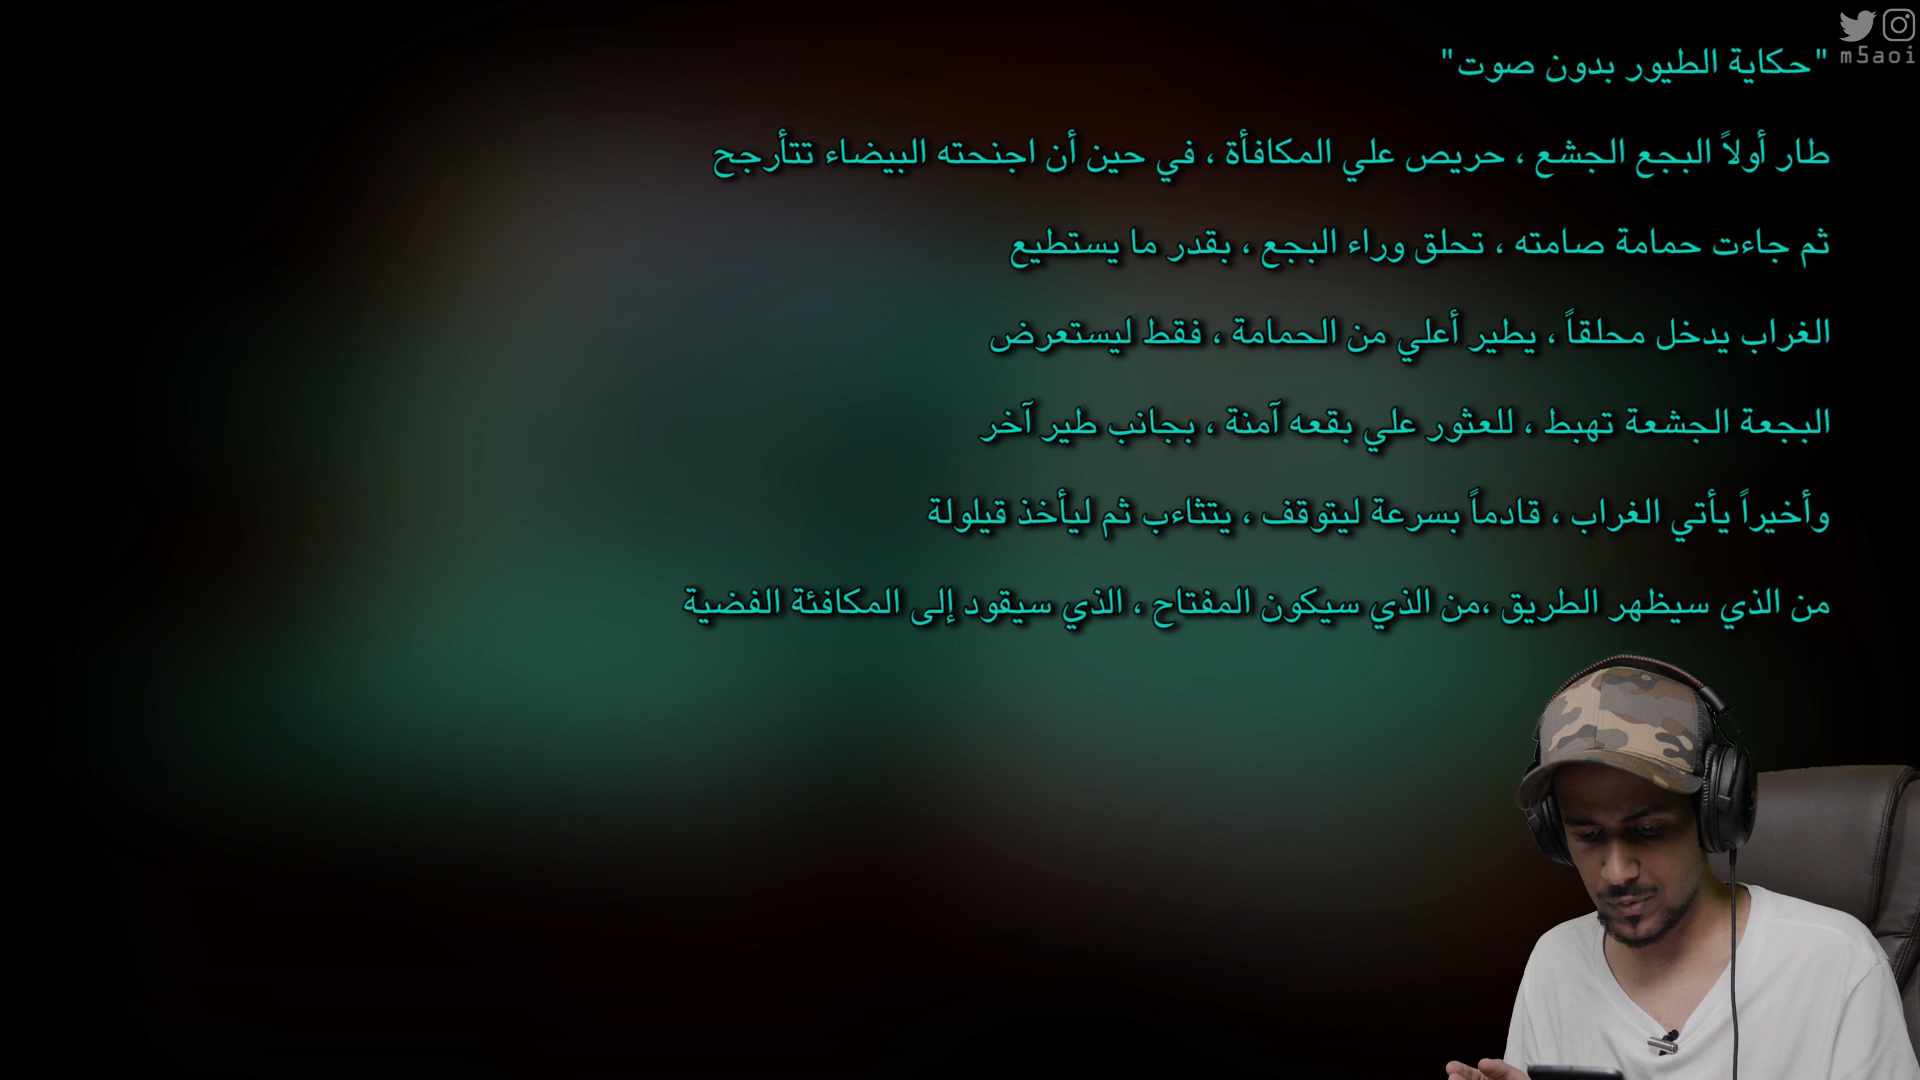 m5aoi
"حكاية الطيور بدون صوت"
طار أولاً البجع الجشع ، حريص علي المكافأة ، في حين أن اجنحته البيضاء تتأرجح
ثم جاءت حمامة صامته ، تحلق وراء البجع ، بقدر ما يستطيع
الغراب يدخل محلقاً ، يطير أعلي من الحمامة ، فقط ليستعرض
البجعة الجشعة تهبط ، للعثور علي بقعه آمنة ، بجانب طير آخر
وأخيراً يأتي الغراب ، قادماً بسرعة ليتوقف ، يتثاءب ثم ليأخذ قيلولة
من الذي سيظهر الطريق ،من الذي سيكون المفتاح ، الذي سيقود إلى المكافئة الفضية